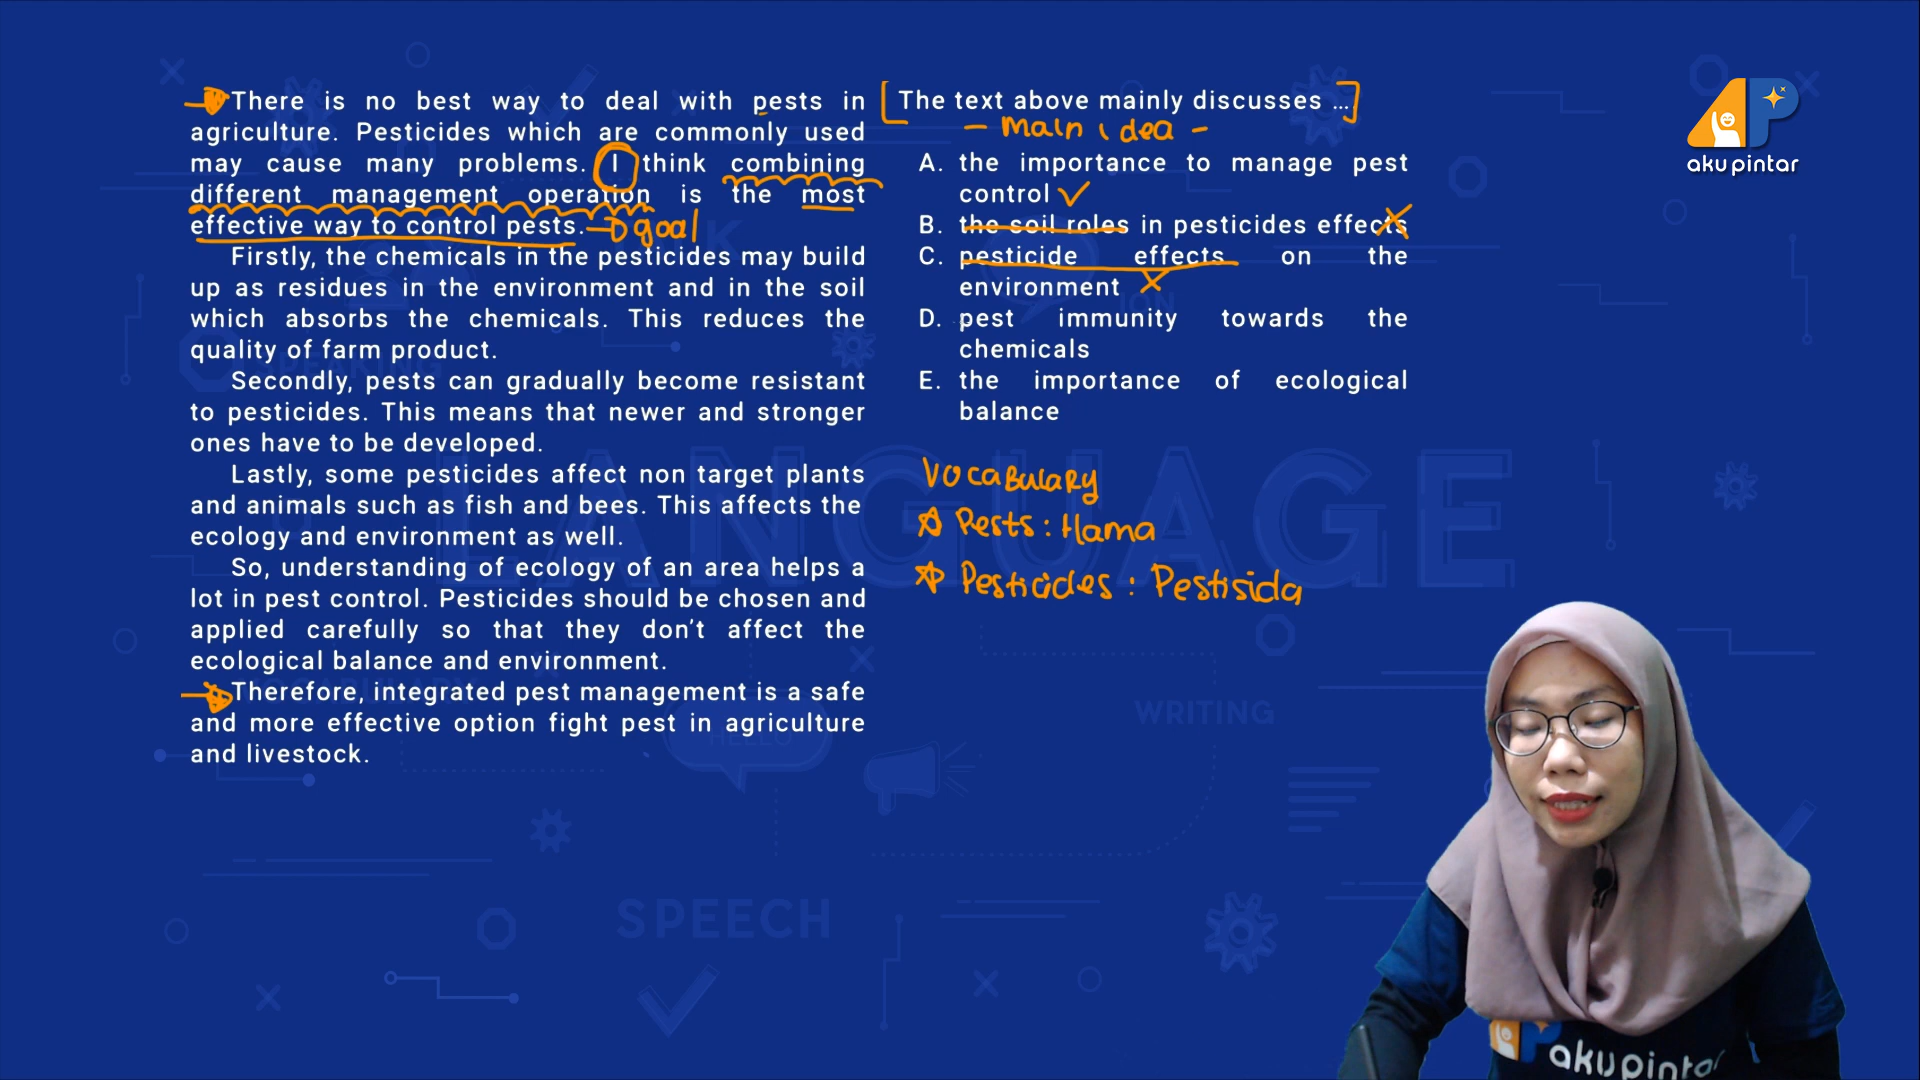 There is no best way to deal with pests in
agriculture. Pesticides which are commonly used
may cause many problems. I think combining
different management operation is the most
effective way to control pests. goal
Firstly, the chemicals in the pesticides may build
up as residues in the environment and in the soil
which absorbs the chemicals. This reduces the
quality of farm product.
Secondly, pests can gradually become resistant
to pesticides. This means that newer and stronger
ones have to be developed.
Lastly, some pesticides affect non target plants
and animals such as fish and bees. This affects the
ecology and environment as well.
So, understanding of ecology of an area helps a
lot in pest control. Pesticides should be chosen and
applied carefully so that they don't affect the
ecological balance and environment.
Therefore, integrated pest management is a safe
and more effective option fight pest in agriculture
and livestock.
The text above mainly discusses ...
- Main idea -
A. the importance to manage pest
control
B. the soil roles in pesticides effects
C. pesticide effects on the
environment
D. pest immunity towards the
chemicals
E. the importance of ecological
balance
Vocabulary
Pests : Hama
Pesticides : Pestisida
AP
aku pintar
LANGUAGE
WRITING
HELLO
SPEECH
aku pintar